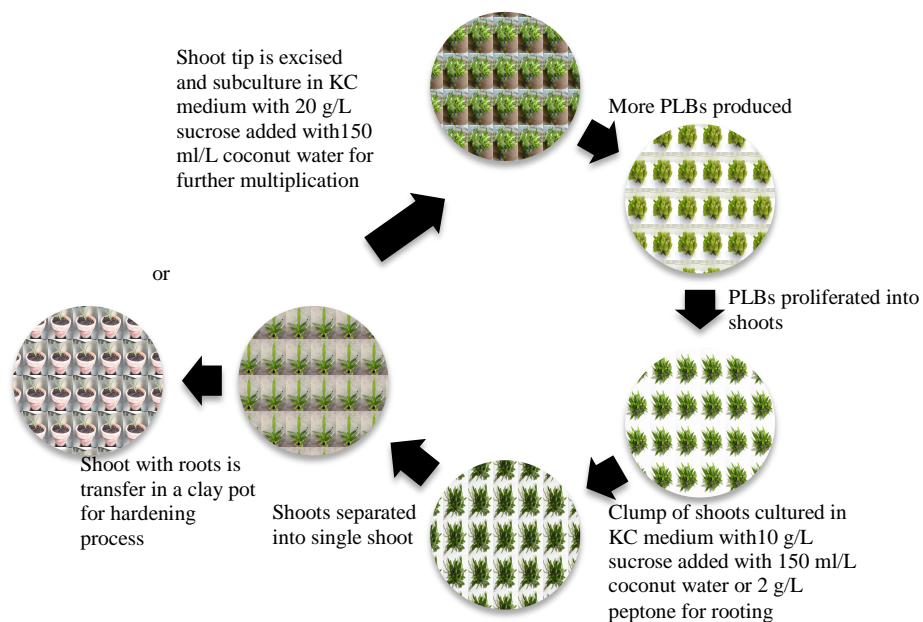 Shoot tip is excised
and subculture in KC
medium with 20 g/L
sucrose added with150
ml/L coconut water for
further multiplication
More PLBs produced
PLBs proliferated into
shoots
Clump of shoots cultured in
KC medium with10 g/L
sucrose added with 150 ml/L
coconut water or 2 g/L
peptone for rooting
Shoots separated
into single shoot
or
Shoot with roots is
transfer in a clay pot
for hardening
process